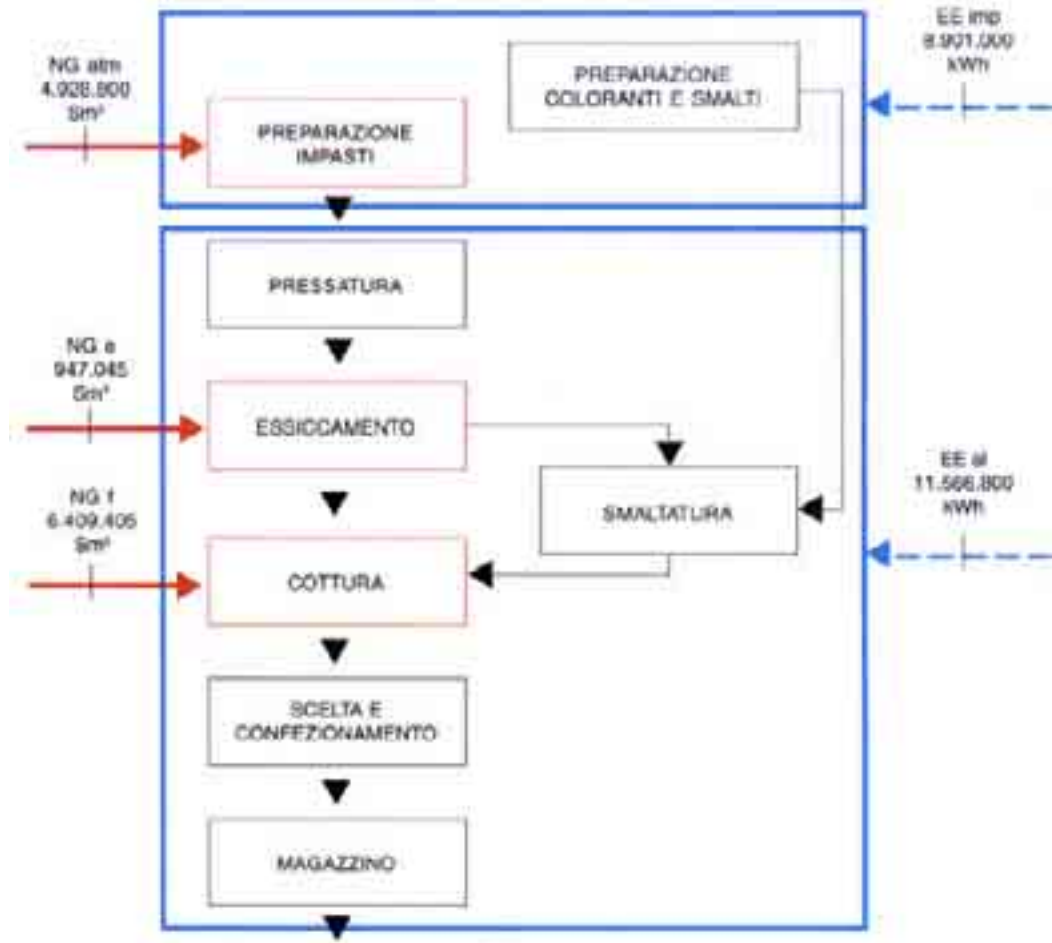 NG atm
4.928.800
Sm³
EE imp
8.901.000
kWh
PREPARAZIONE
COLORANTI E SMALTI
PREPARAZIONE
IMPASTI
PRESSATURA
NG e
947.045
Sm³
ESSICCAMENTO
NG f
6.409.405
Sm³
SMALTATURA
EE al
11.566.800
kWh
COTTURA
SCELTA E
CONFEZIONAMENTO
MAGAZZINO